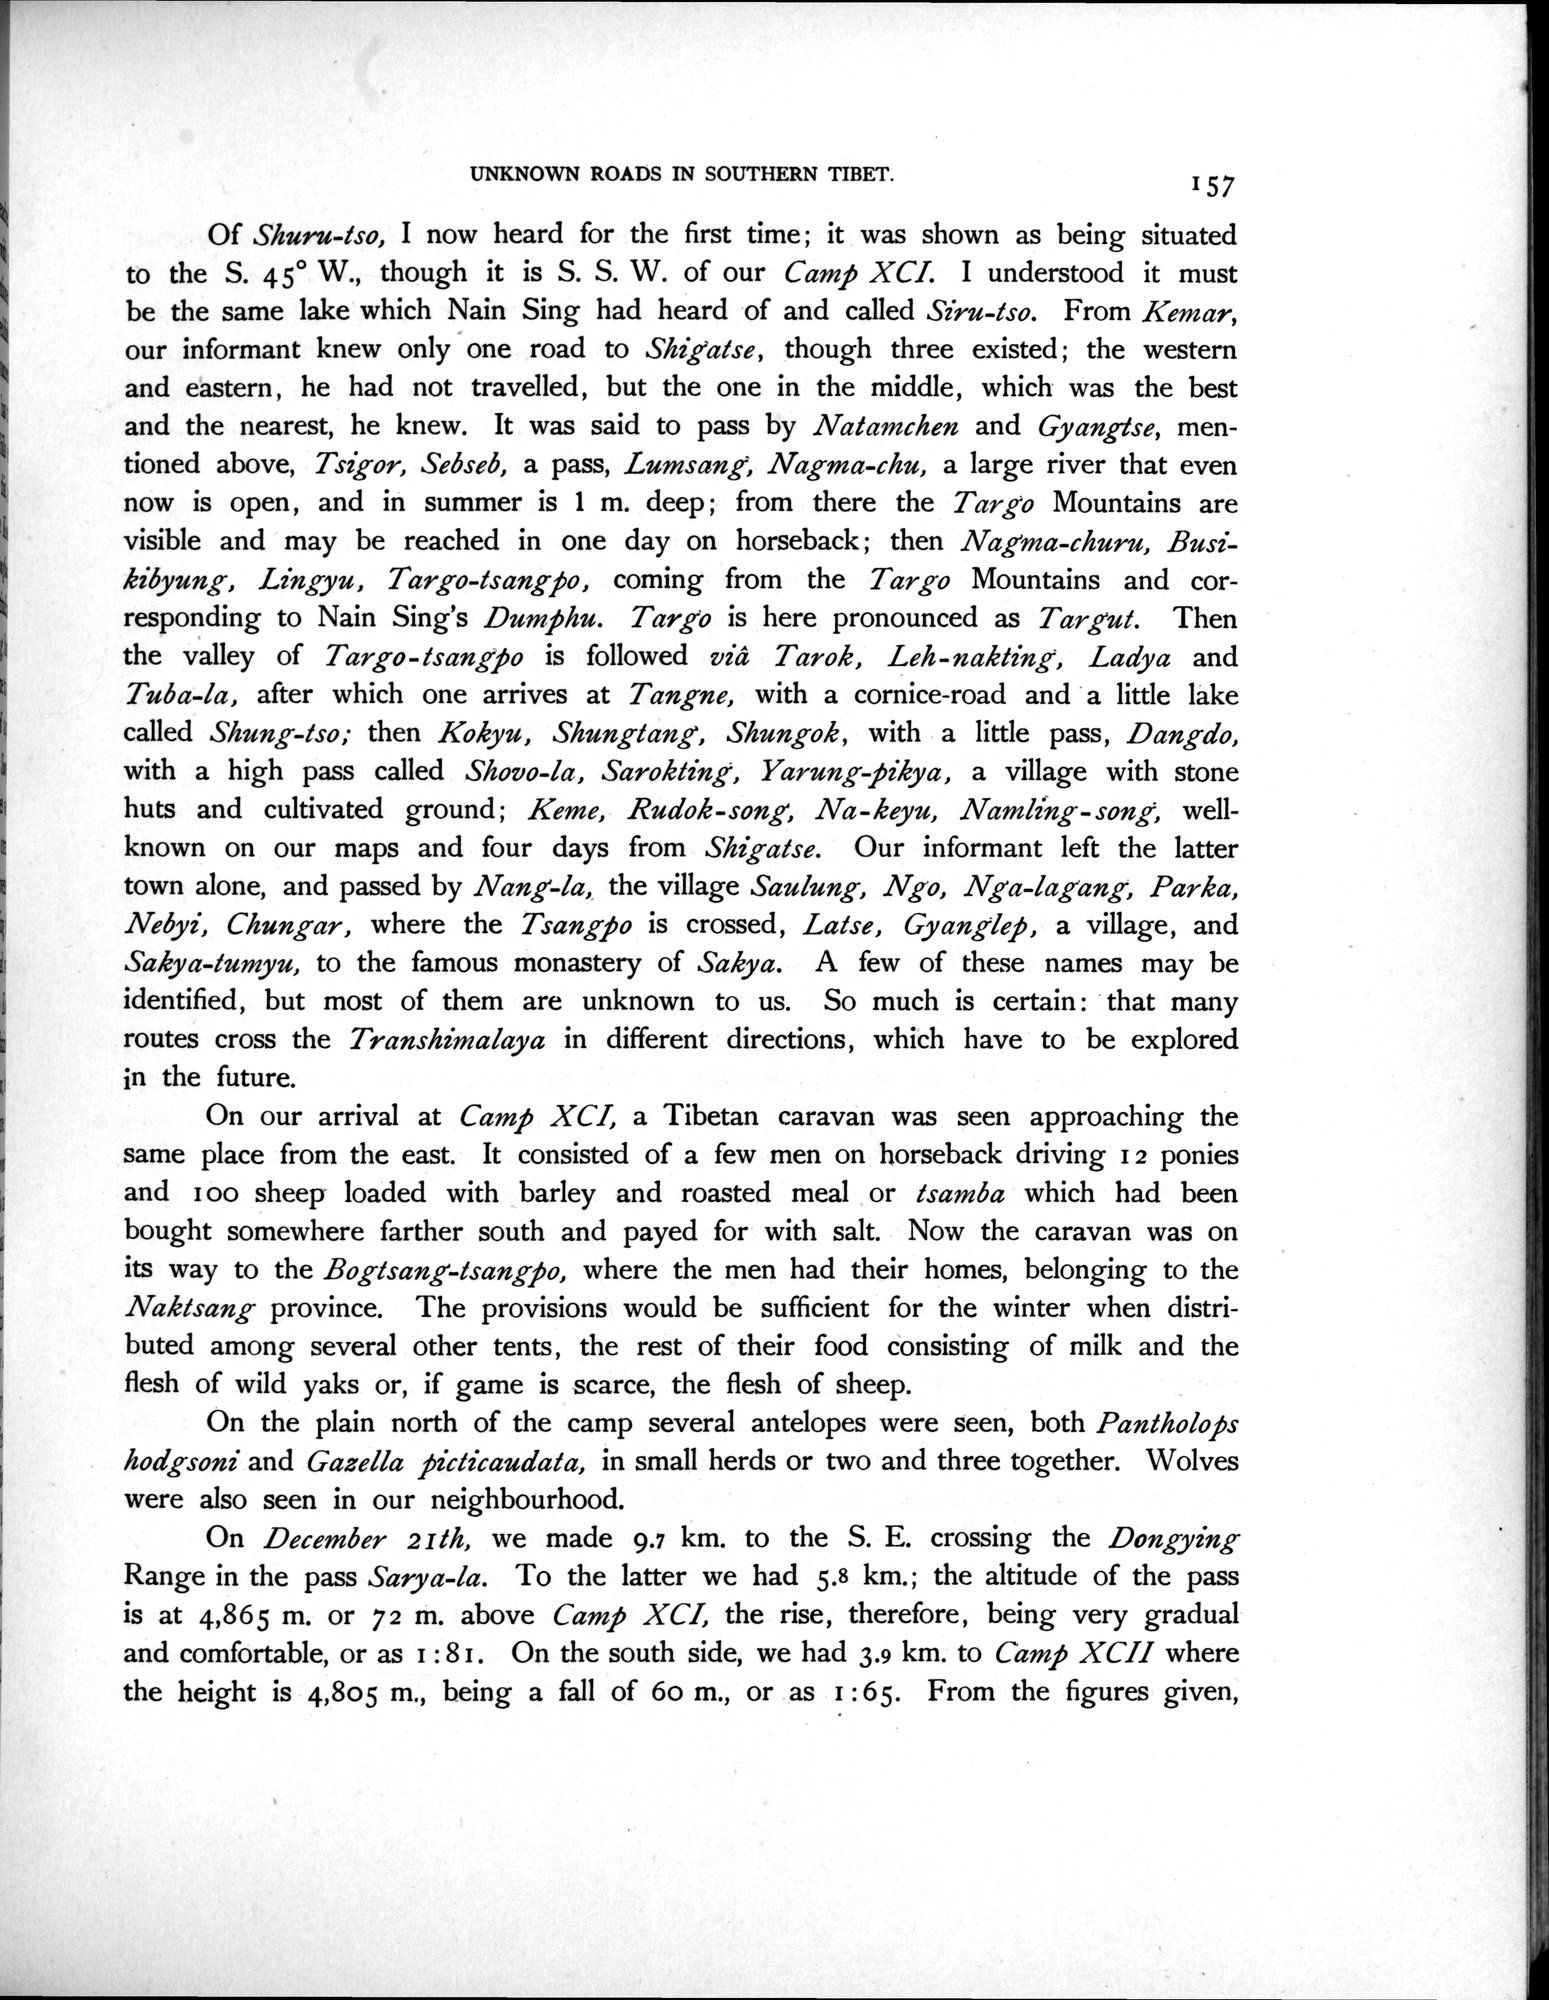 UNKNOWN ROADS IN SOUTHERN TIBET.
157
Of Shuru-tso, I now heard for the first time; it was shown as being situated
to the S. 45° W., though it is S. S. W. of our Camp XCI. I understood it must
be the same lake which Nain Sing had heard of and called Siru-tso. From Kemar,
our informant knew only one road to Shigatse, though three existed; the western
and eastern, he had not travelled, but the one in the middle, which was the best
and the nearest, he knew. It was said to pass by Natamchen and Gyangtse, men-
tioned above, Tsigor, Sebseb, a pass, Lumsang, Nagma-chu, a large river that even
now is open, and in summer is 1 m. deep; from there the Targo Mountains are
visible and may be reached in one day on horseback; then Nagma-churu, Busi-
kibyung, Lingyu, Targo-tsangpo, coming from the Targo Mountains and cor-
responding to Nain Sing's Dumphu. Targo is here pronounced as Targut. Then
the valley of Targo-tsangpo is followed viâ Tarok, Leh-nakting, Ladya and
Tuba-la, after which one arrives at Tangne, with a cornice-road and a little lake
called Shung-tso; then Kokyu, Shungtang, Shungok, with a little pass, Dangdo,
with a high pass called Shovo-la, Sarokting, Yarung-pikya, a village with stone
huts and cultivated ground; Keme, Rudok-song, Na-keyu, Namling-song, well-
known on our maps and four days from Shigatse. Our informant left the latter
town alone, and passed by Nang-la, the village Saulung, Ngo, Nga-lagang, Parka,
Nebyi, Chungar, where the Tsangpo is crossed, Latse, Gyanglep, a village, and
Sakya-tumyu, to the famous monastery of Sakya. A few of these names may be
identified, but most of them are unknown to us. So much is certain: that many
routes cross the Transhimalaya in different directions, which have to be explored
in the future.
On our arrival at Camp XCI, a Tibetan caravan was seen approaching the
same place from the east. It consisted of a few men on horseback driving 12 ponies
and 100 sheep loaded with barley and roasted meal or tsamba which had been
bought somewhere farther south and payed for with salt. Now the caravan was on
its way to the Bogtsang-tsangpo, where the men had their homes, belonging to the
Naktsang province. The provisions would be sufficient for the winter when distri-
buted among several other tents, the rest of their food consisting of milk and the
flesh of wild yaks or, if game is scarce, the flesh of sheep.
On the plain north of the camp several antelopes were seen, both Pantholops
hodgsoni and Gazella picticaudata, in small herds or two and three together. Wolves
were also seen in our neighbourhood.
On December 21th, we made 9.7 km. to the S. E. crossing the Dongying
Range in the pass Sarya-la. To the latter we had 5.8 km.; the altitude of the pass
is at 4,865 m. or 72 m. above Camp XCI, the rise, therefore, being very gradual
and comfortable, or as 1:81. On the south side, we had 3.9 km. to Camp XCII where
the height is 4,805 m., being a fall of 60 m., or as 1:65. From the figures given,